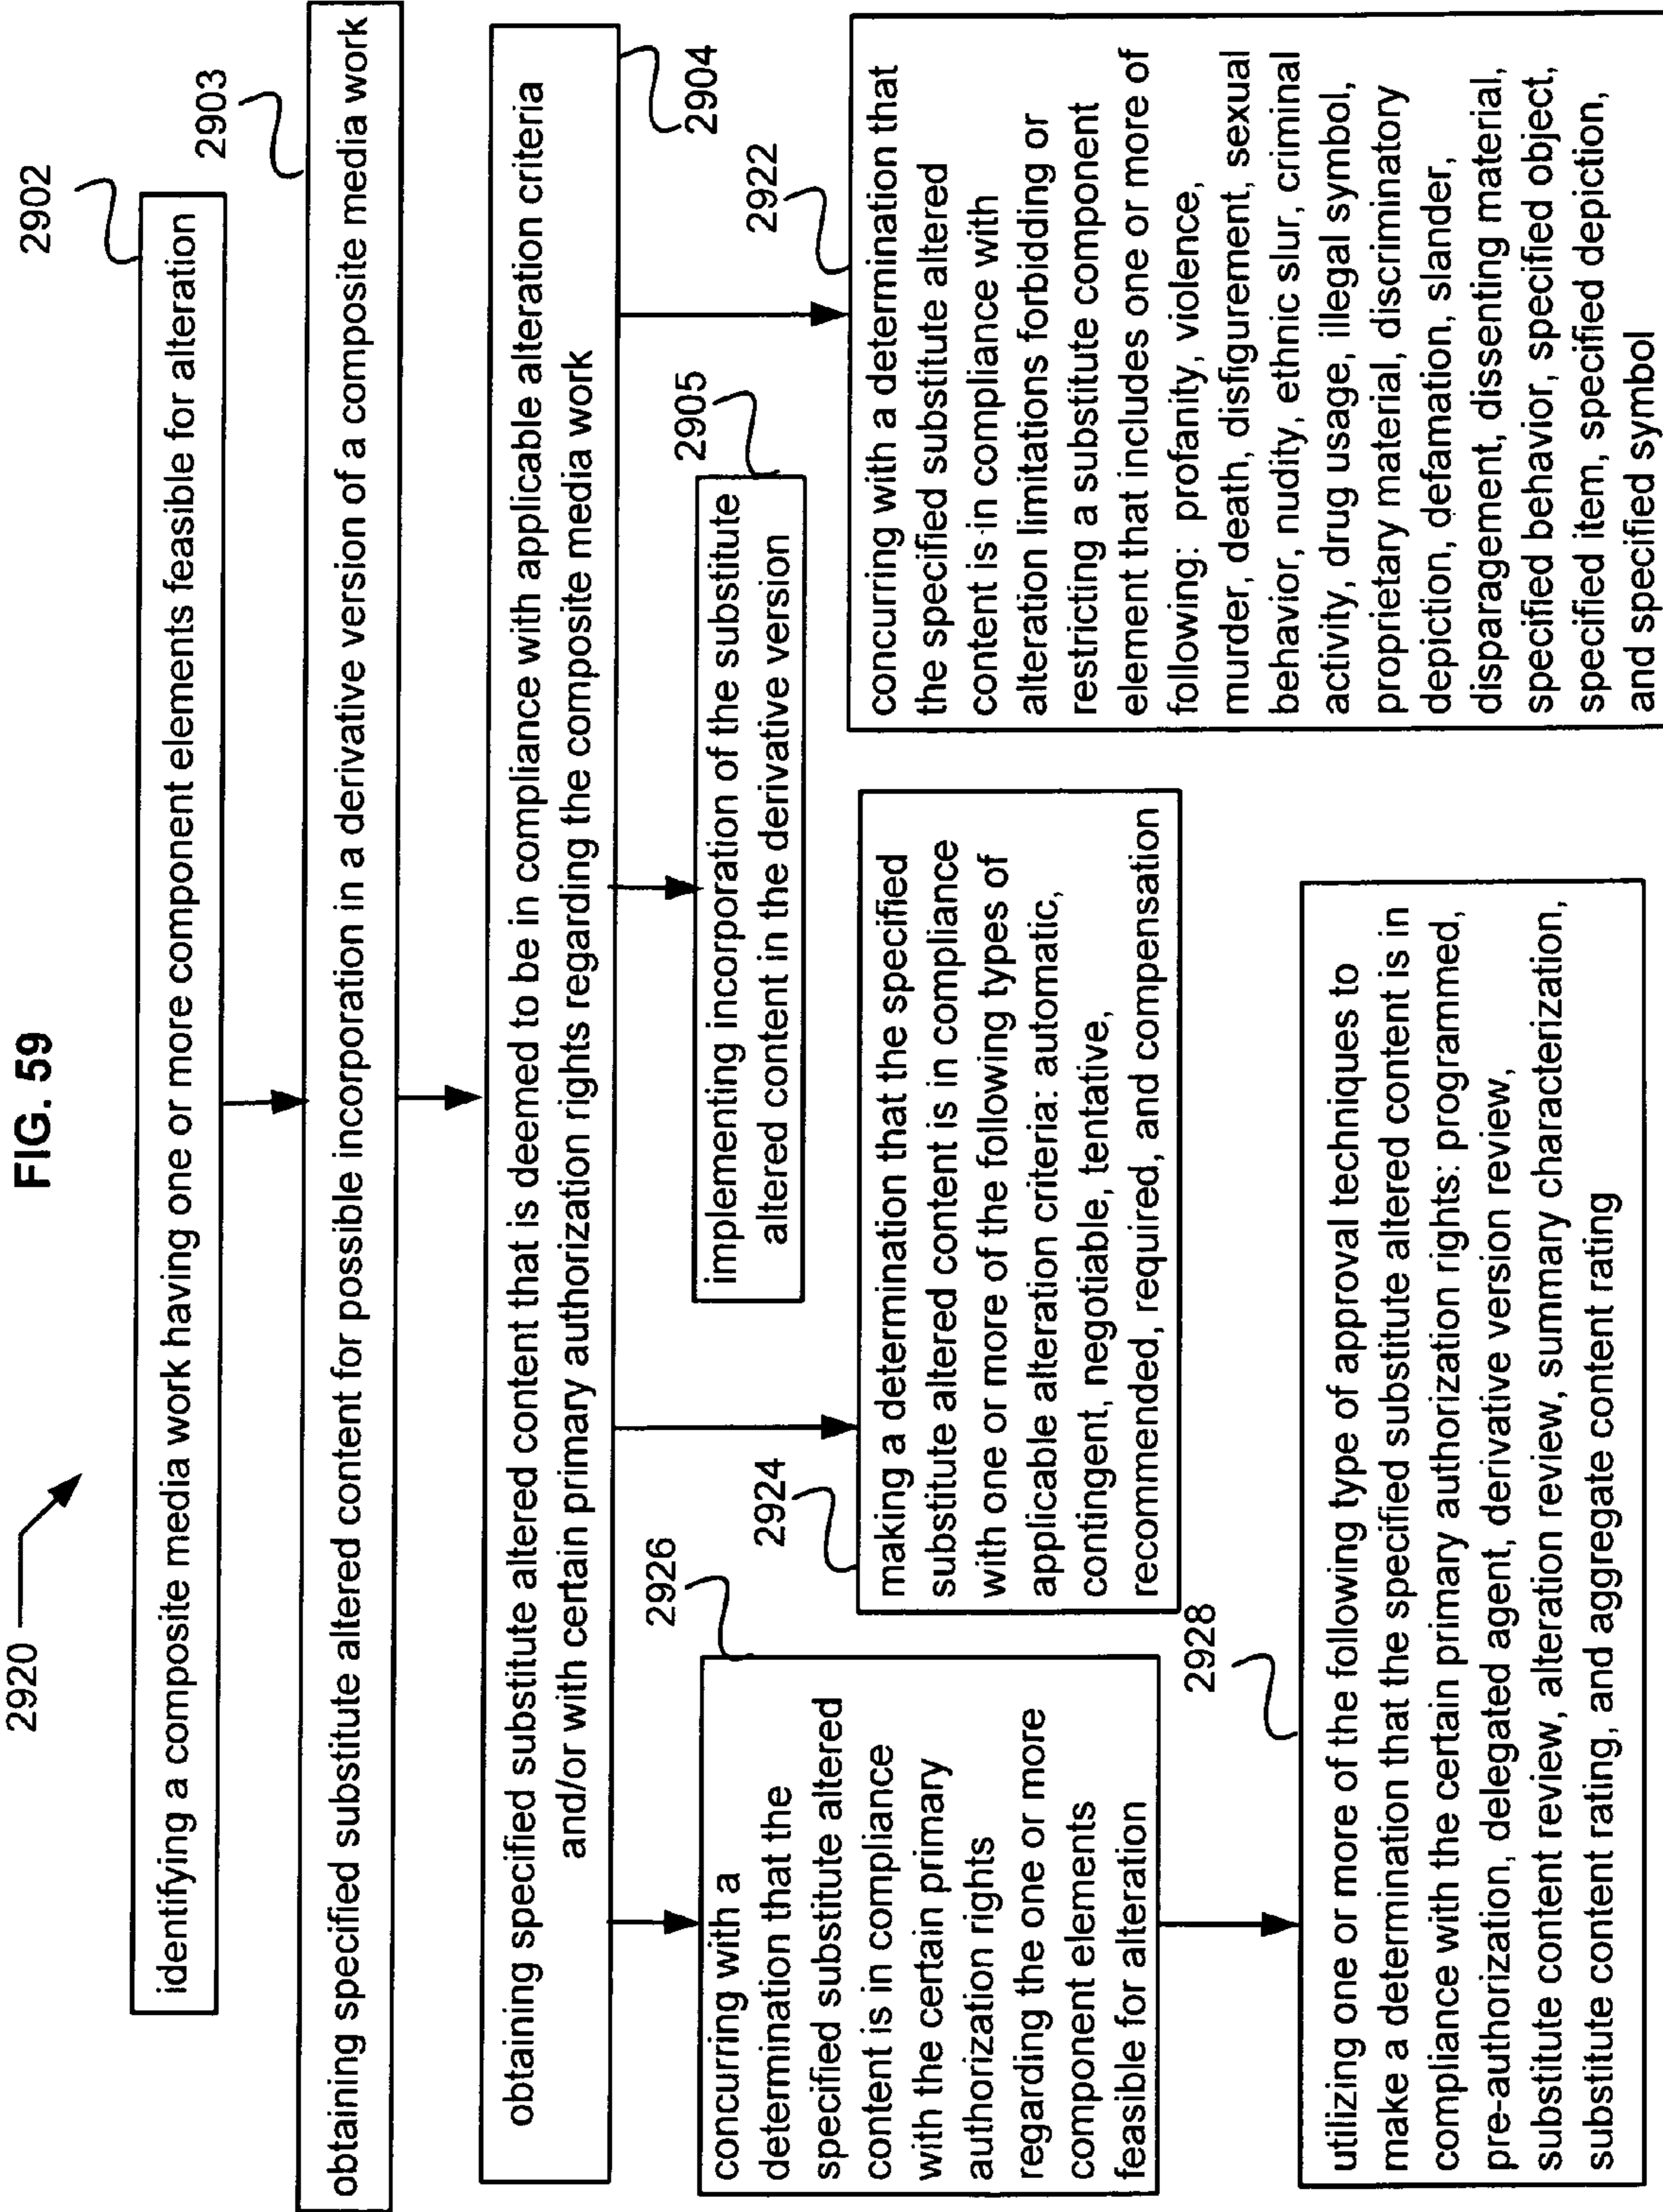 FIG. 59
2920
2902
identifying a composite media work having one or more component elements feasible for alteration
2903
obtaining specified substitute altered content for possible incorporation in a derivative version of a composite media work
obtaining specified substitute altered content that is deemed to be in compliance with applicable alteration criteria
and/or with certain primary authorization rights regarding the composite media work
2904
2926
concurring with a
determination that the
specified substitute altered
content is in compliance
with the certain primary
authorization rights
regarding the one or more
component elements
feasible for alteration
2924
making a determination that the specified
substitute altered content is in compliance
with one or more of the following types of
applicable alteration criteria: automatic,
contingent, negotiable, tentative,
recommended, required, and compensation
2905
implementing incorporation of the substitute
altered content in the derivative version
2922
concurring with a determination that
the specified substitute altered
content is in compliance with
alteration limitations forbidding or
restricting a substitute component
element that includes one or more of
following: profanity, violence,
murder, death, disfigurement, sexual
behavior, nudity, ethnic slur, criminal
activity, drug usage, illegal symbol,
proprietary material, discriminatory
depiction, defamation, slander,
disparagement, dissenting material,
specified behavior, specified object,
specified item, specified depiction,
and specified symbol
2928
utilizing one or more of the following type of approval techniques to
make a determination that the specified substitute altered content is in
compliance with the certain primary authorization rights: programmed,
pre-authorization, delegated agent, derivative version review,
substitute content review, alteration review, summary characterization,
substitute content rating, and aggregate content rating